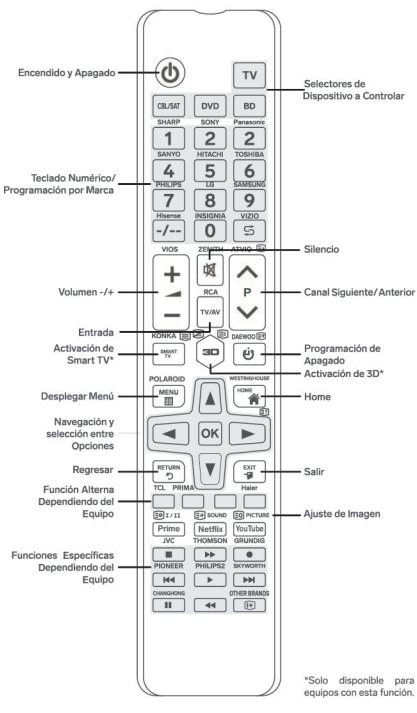 Encendido y Apagado
TV
Selectores de
Dispositivo a Controlar
CBL/SAT DVD BD
SHARP SONY Panasonic
1 2 2
SANYO HITACHI TOSHIBA
Teclado Numérico/
Programación por Marca
4 5 6
PHILIPS LG SAMSUNG
7 8 9
Hisense INSIGNIA VIZIO
-/-- 0
VIOS ZENITH ATVIO
Silencio
+
Volumen -/+
RCA
P
Canal Siguiente/Anterior
–
TV/AV
Entrada
KONKA DAEWOO
Activación de
Smart TV*
SMART
TV
3D
Programación de
Apagado
Activación de 3D*
POLAROID WESTINGHOUSE
Desplegar Menú
MENU
HOME
Home
Navegación y
selección entre
Opciones
OK
Regresar
RETURN
EXIT
Salir
TCL PRIMA Haier
Función Alterna
Dependiendo del
Equipo
I/II SOUND PICTURE
Ajuste de Imagen
Prime Netflix YouTube
JVC THOMSON GRUNDIG
Funciones Específicas
Dependiendo del
Equipo
PIONEER PHILIPS2 SKYWORTH
CHANGHONG OTHER BRANDS
*Solo disponible para
equipos con esta función.